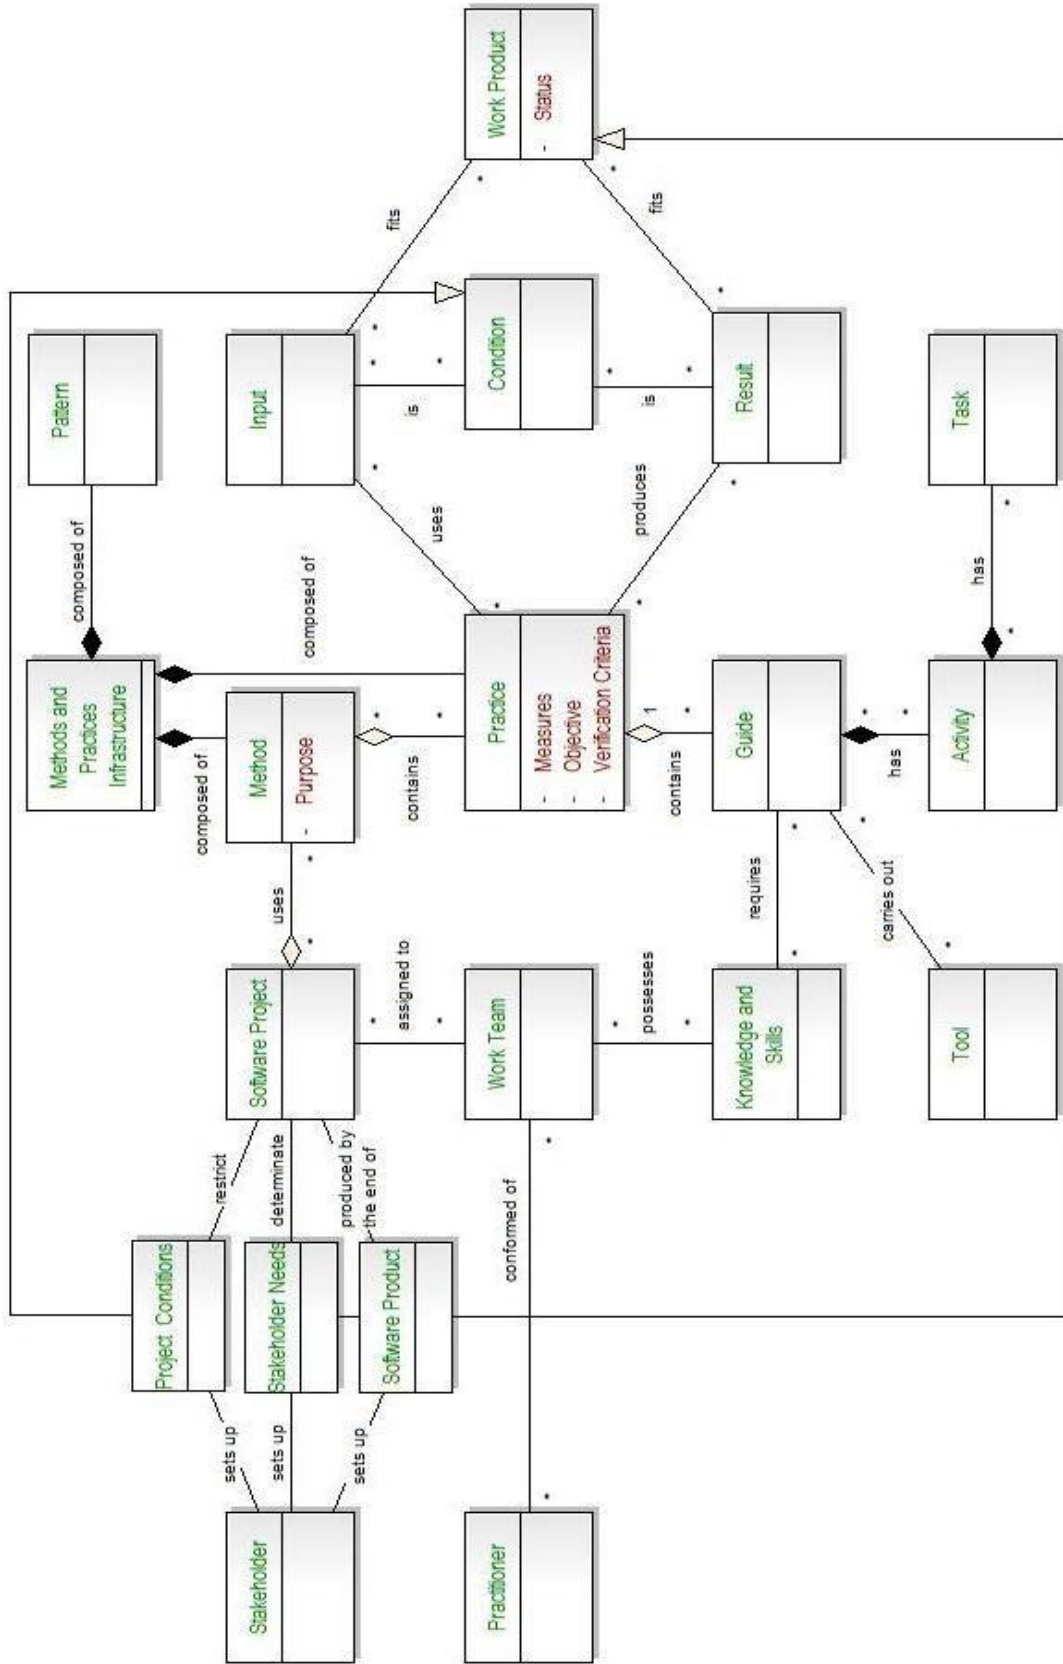 Methods and
Practices
Infrastructure
composed of
Pattern
Project Conditions
sets up
restrict
composed of
composed of
Stakeholder
sets up
Stakeholder Needs
determinate
Software Project
* uses *
Method
- Purpose
Input
* fits *
sets up
Software Product
produced by
the end of
* assigned to *
* contains *
* uses *
* is *
Practitioner
* conformed of *
Work Team
Practice
- Measures
- Objective
- Verification Criteria
Condition
Work Product
- Status
* possesses *
1 contains *
* produces *
* is *
* fits *
Knowledge and
Skills
* requires *
Guide
Result
* carries out *
* has *
Tool
Activity
* has *
Task